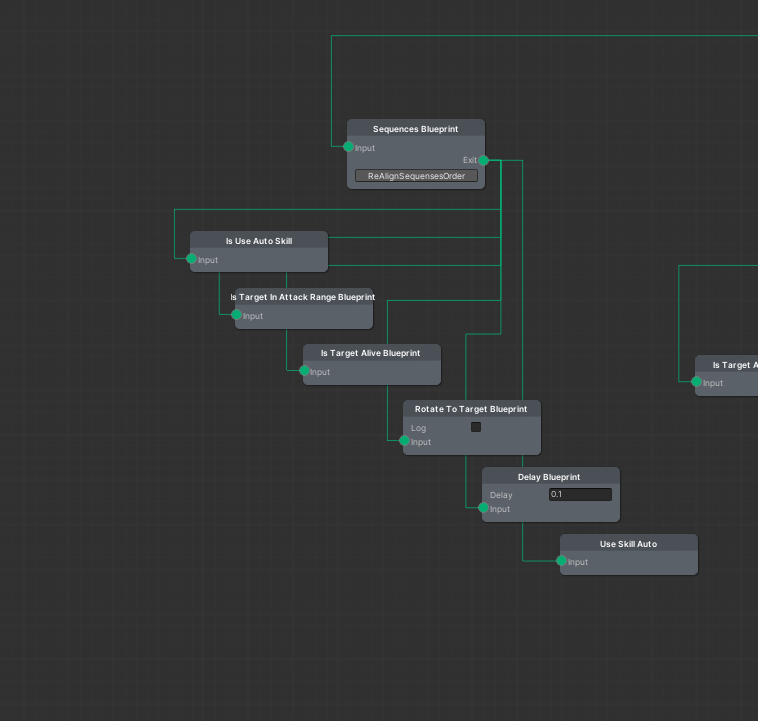 Sequences Blueprint
Input
Exit
ReAlignSequensesOrder
Is Use Auto Skill
Input
Is Target In Attack Range Blueprint
Input
Is Target Alive Blueprint
Input
Is Target A
Input
Rotate To Target Blueprint
Log
Input
Delay Blueprint
Delay 0.1
Input
Use Skill Auto
Input